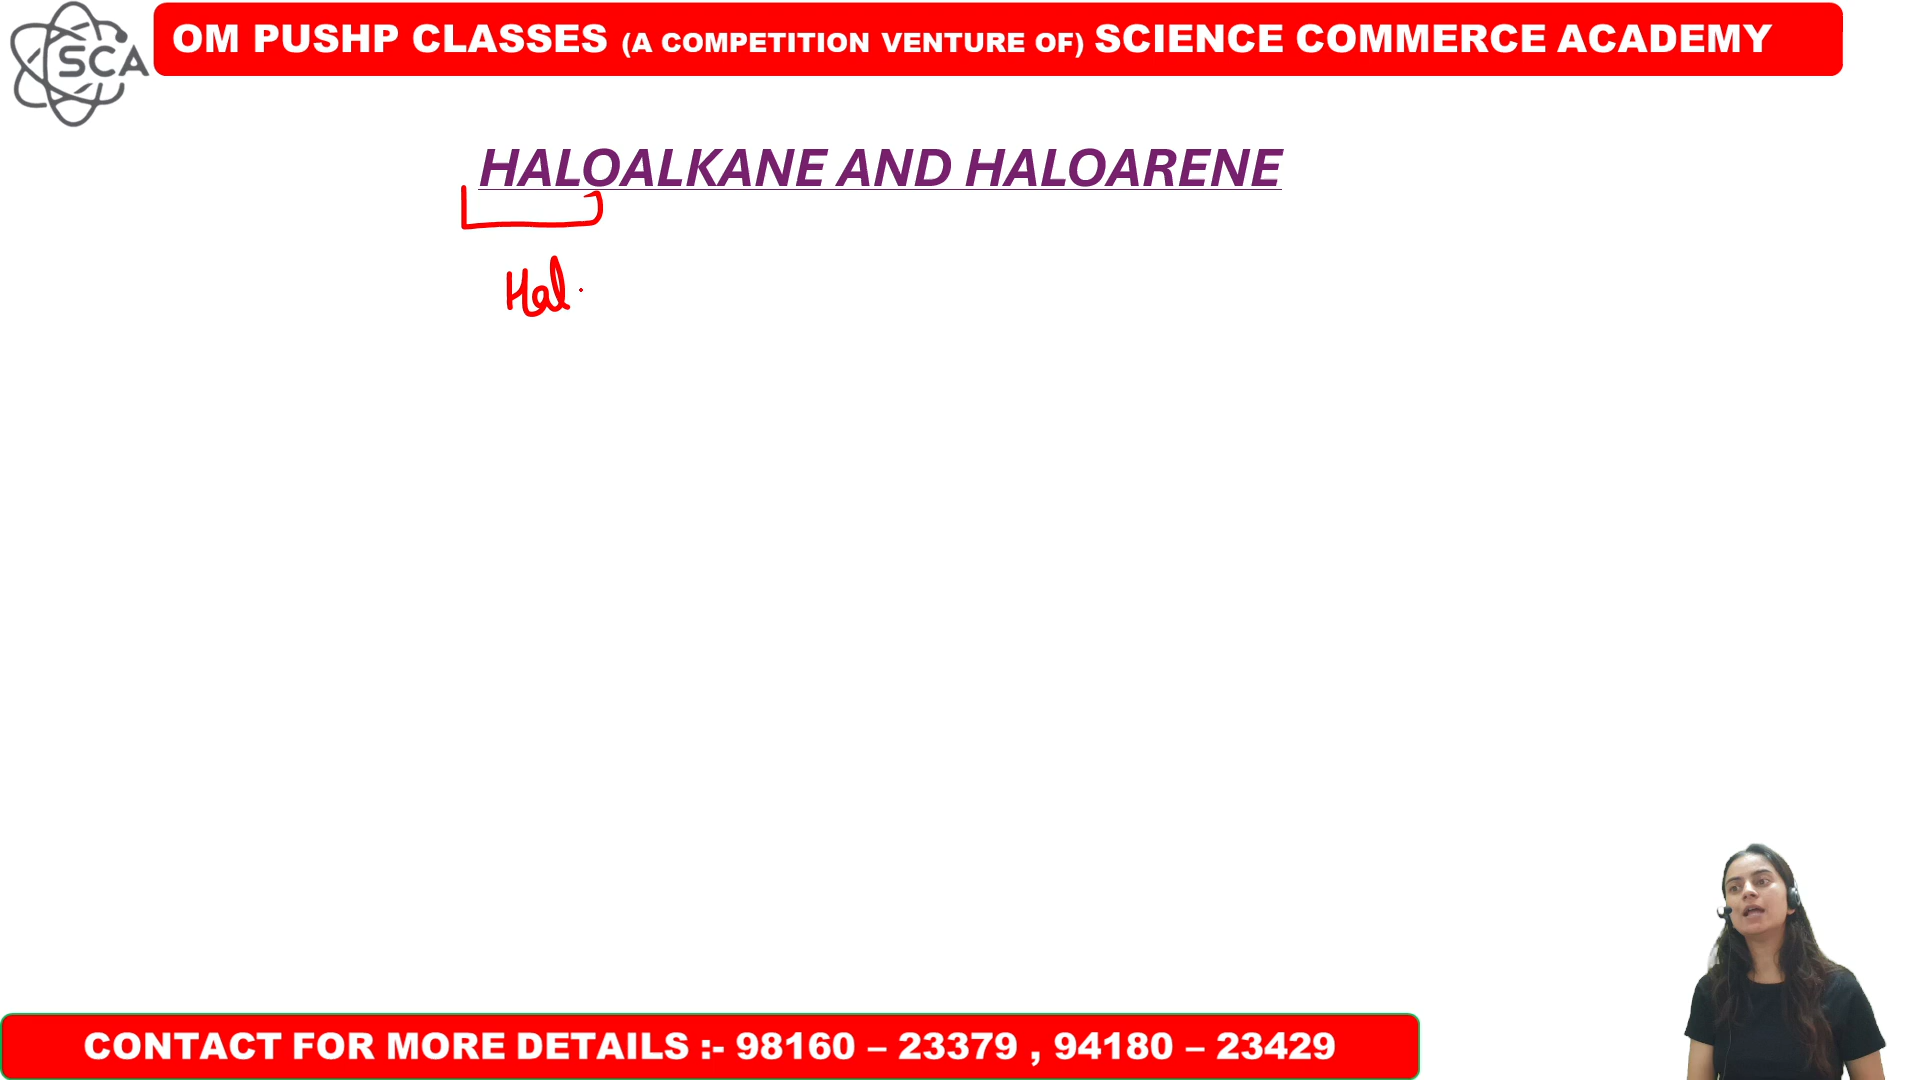 SCA
OM PUSHP CLASSES (A COMPETITION VENTURE OF) SCIENCE COMMERCE ACADEMY
HALOALKANE AND HALOARENE
Hal
CONTACT FOR MORE DETAILS :- 98160 – 23379 , 94180 – 23429